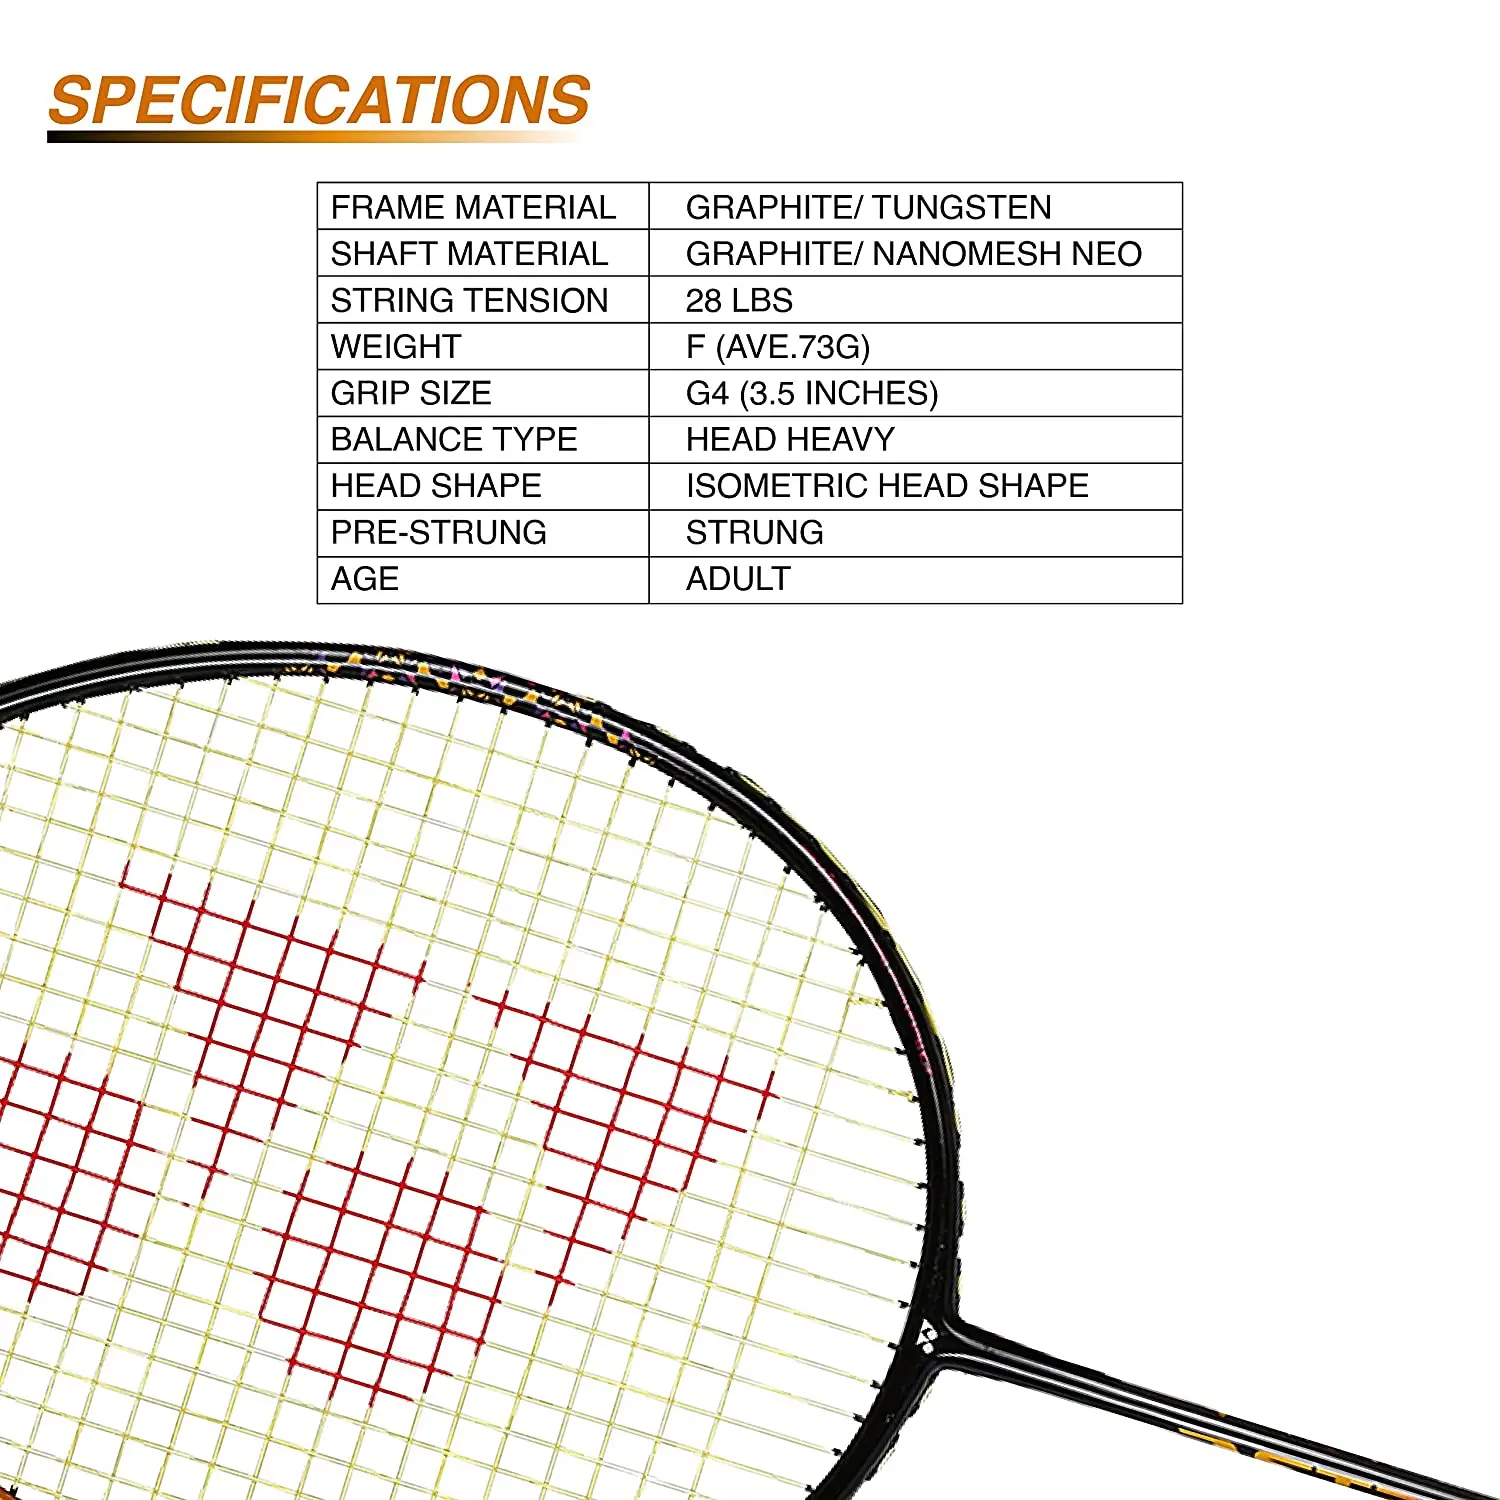 SPECIFICATIONS
FRAME MATERIAL GRAPHITE/ TUNGSTEN
SHAFT MATERIAL GRAPHITE/ NANOMESH NEO
STRING TENSION 28 LBS
WEIGHT F (AVE.73G)
GRIP SIZE G4 (3.5 INCHES)
BALANCE TYPE HEAD HEAVY
HEAD SHAPE ISOMETRIC HEAD SHAPE
PRE-STRUNG STRUNG
AGE ADULT